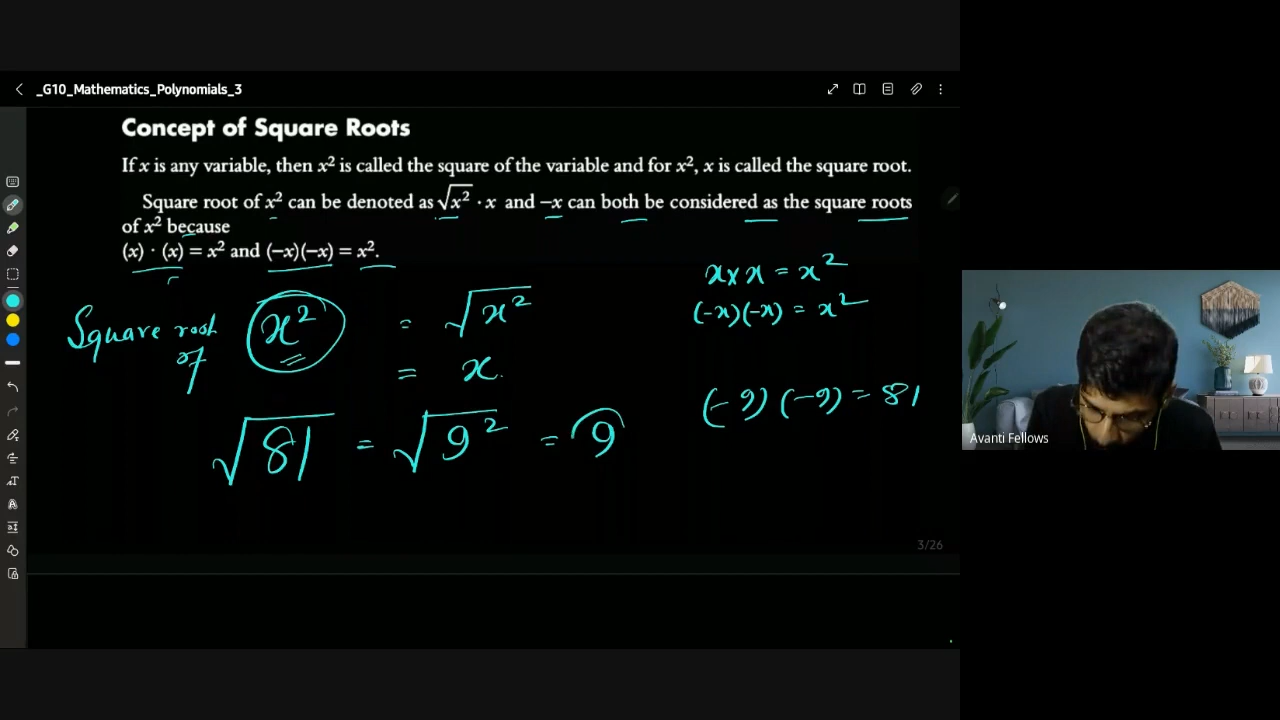 _G10_Mathematics_Polynomials_3
Concept of Square Roots
If x is any variable, then x² is called the square of the variable and for x², x is called the square root.
Square root of x² can be denoted as √x² · x and −x can both be considered as the square roots
of x² because
(x) · (x) = x² and (−x)(−x) = x².
x × x = x²
(-x)(-x) = x²
Square root of x² = √x²
= x
(-9) (-9) = 81
√81 = √9² = 9
Avanti Fellows
3/26